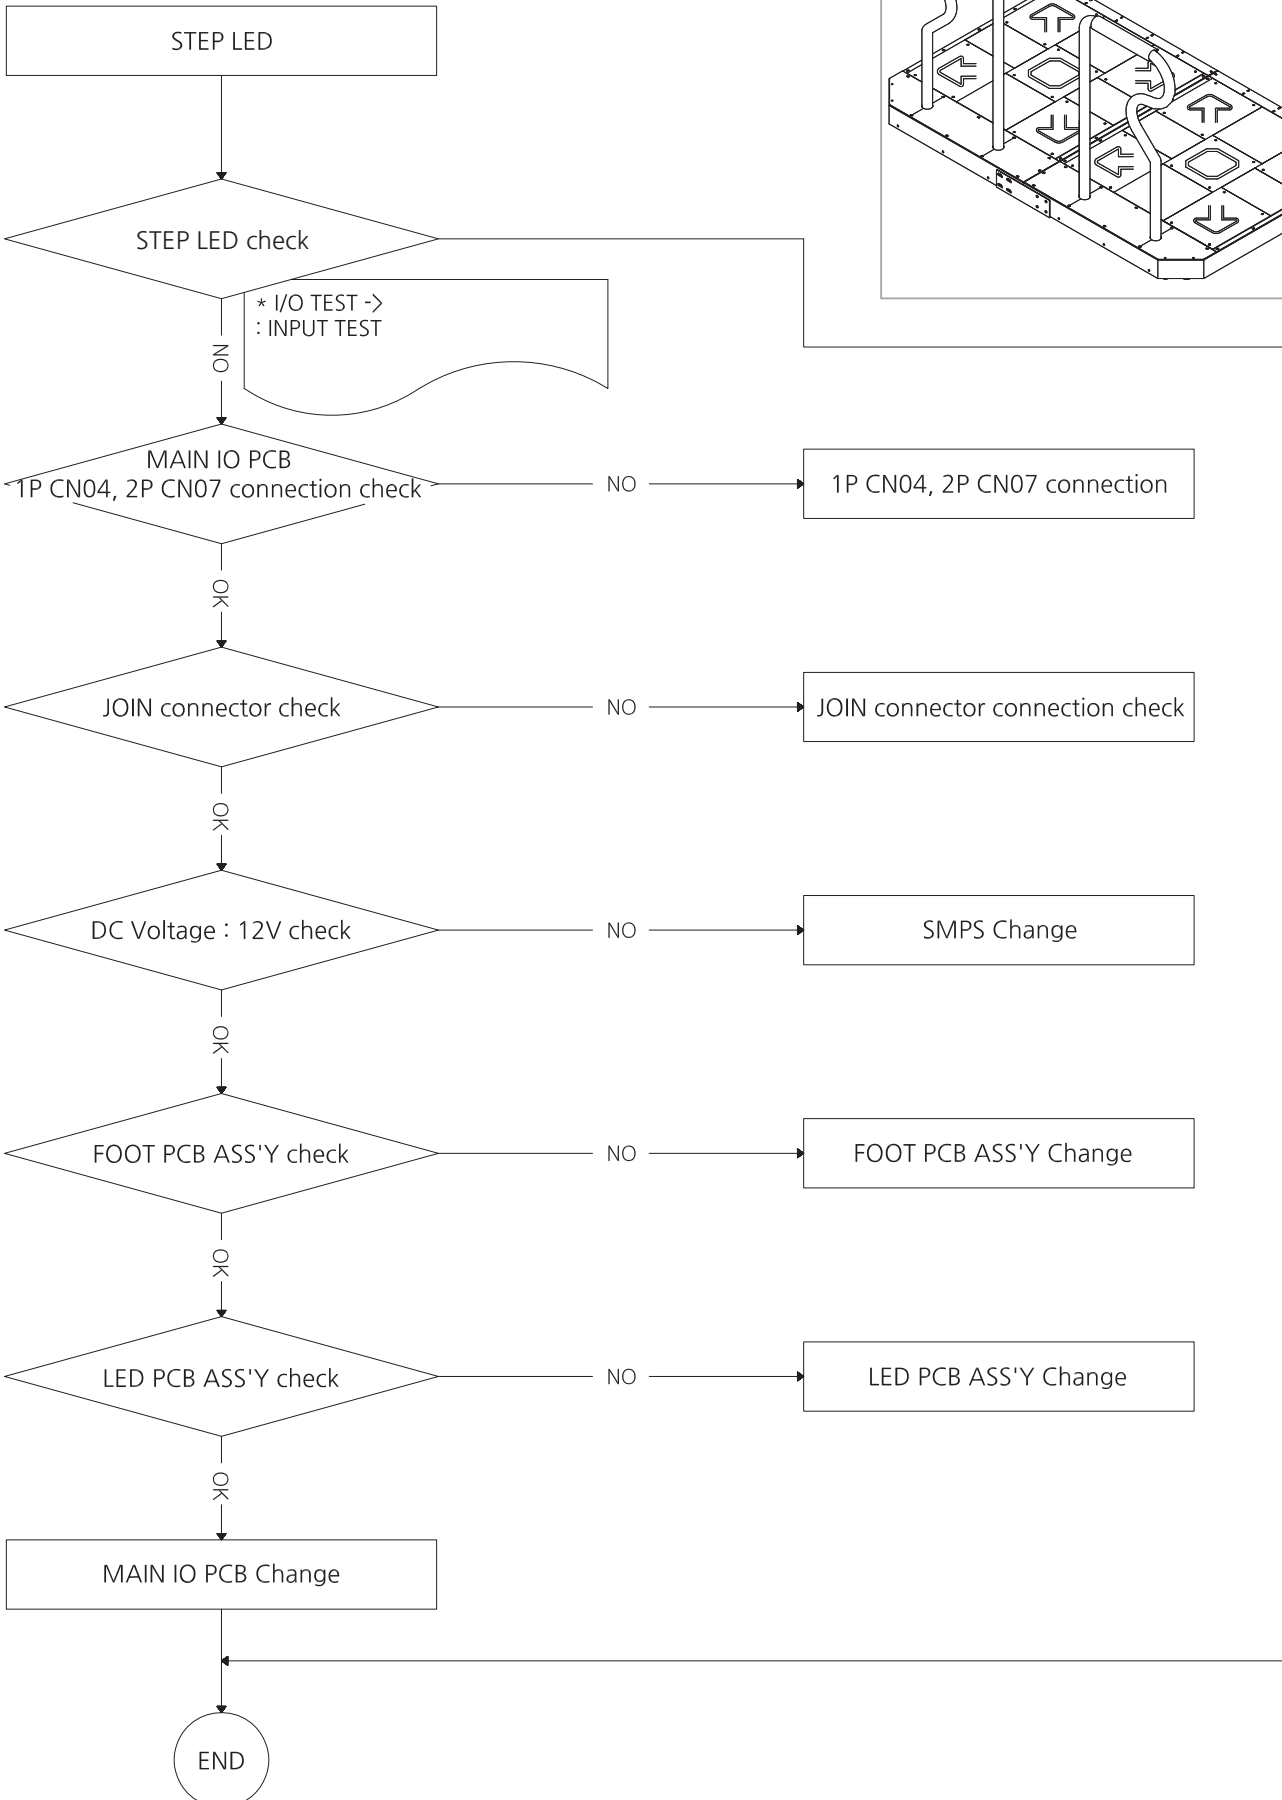 STEP LED
STEP LED check
* I/O TEST ->
: INPUT TEST
NO
MAIN IO PCB
1P CN04, 2P CN07 connection check
NO
1P CN04, 2P CN07 connection
OK
JOIN connector check
NO
JOIN connector connection check
OK
DC Voltage : 12V check
NO
SMPS Change
OK
FOOT PCB ASS'Y check
NO
FOOT PCB ASS'Y Change
OK
LED PCB ASS'Y check
NO
LED PCB ASS'Y Change
OK
MAIN IO PCB Change
END